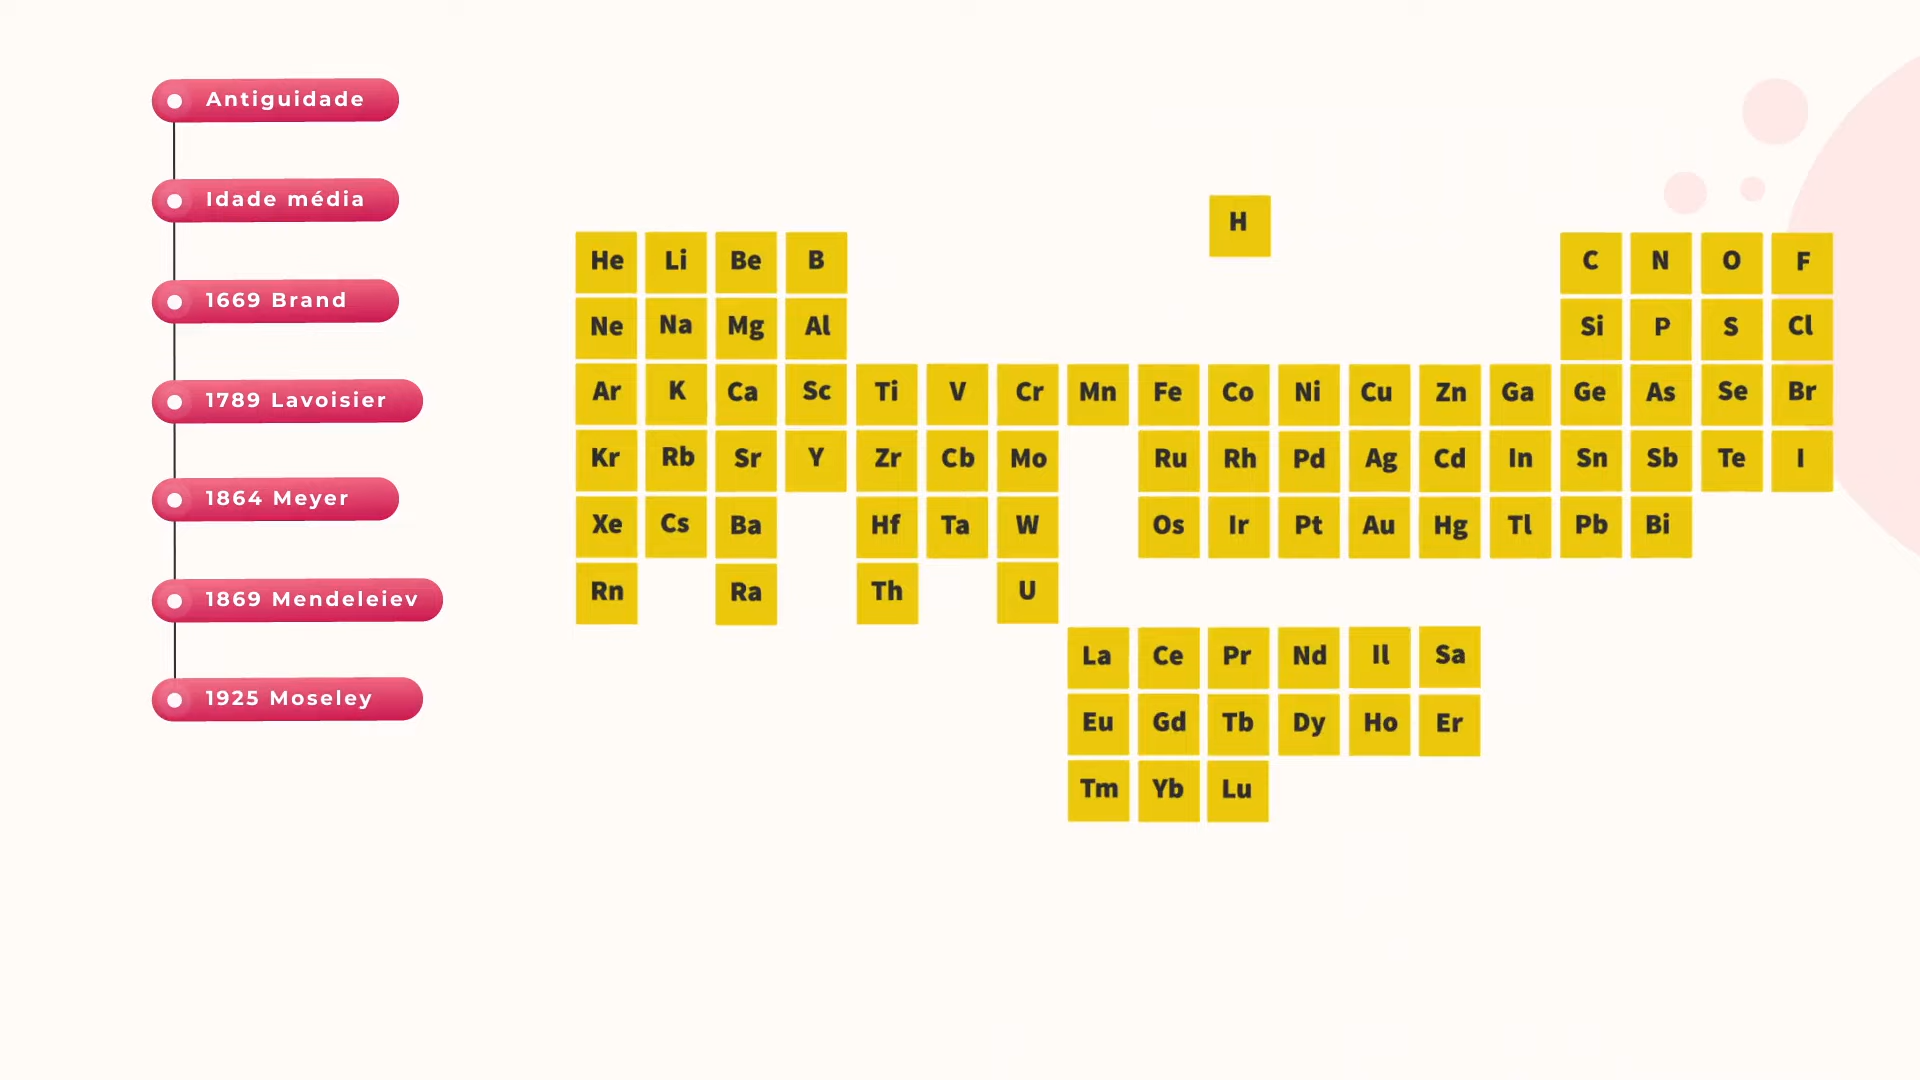 Antiguidade
Idade média
1669 Brand
1789 Lavoisier
1864 Meyer
1869 Mendeleiev
1925 Moseley
H
He Li Be B C N O F
Ne Na Mg Al Si P S Cl
Ar K Ca Sc Ti V Cr Mn Fe Co Ni Cu Zn Ga Ge As Se Br
Kr Rb Sr Y Zr Cb Mo Ru Rh Pd Ag Cd In Sn Sb Te I
Xe Cs Ba Hf Ta W Os Ir Pt Au Hg Tl Pb Bi
Rn Ra Th U
La Ce Pr Nd Il Sa
Eu Gd Tb Dy Ho Er
Tm Yb Lu